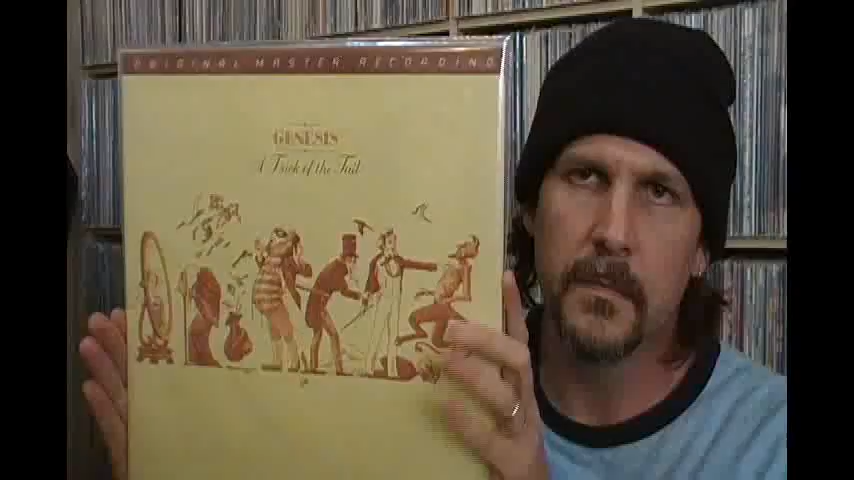 ORIGINAL MASTER RECORDING
GENESIS
A Trick of the Tail